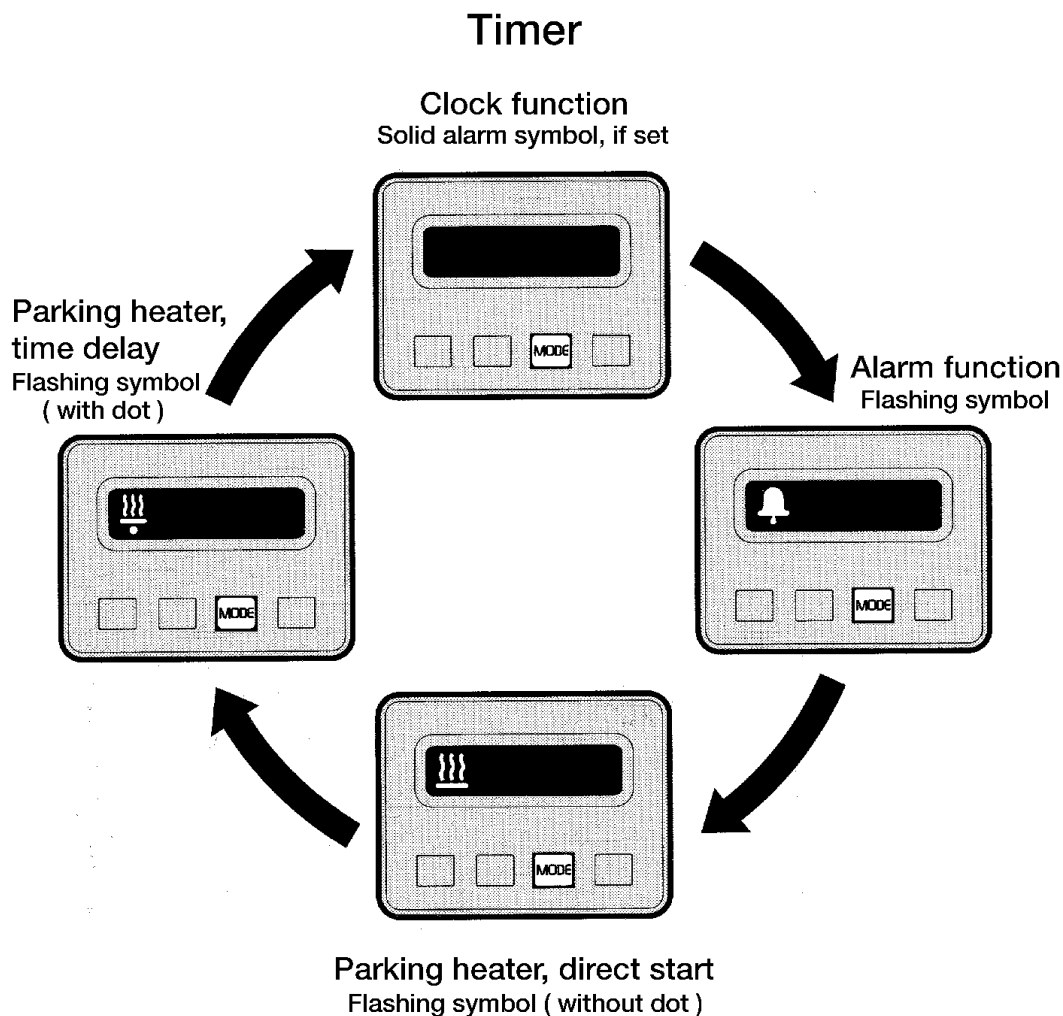 Timer
Clock function
Solid alarm symbol, if set
MODE
Parking heater,
time delay
Flashing symbol
( with dot )
MODE
Alarm function
Flashing symbol
MODE
MODE
Parking heater, direct start
Flashing symbol ( without dot )